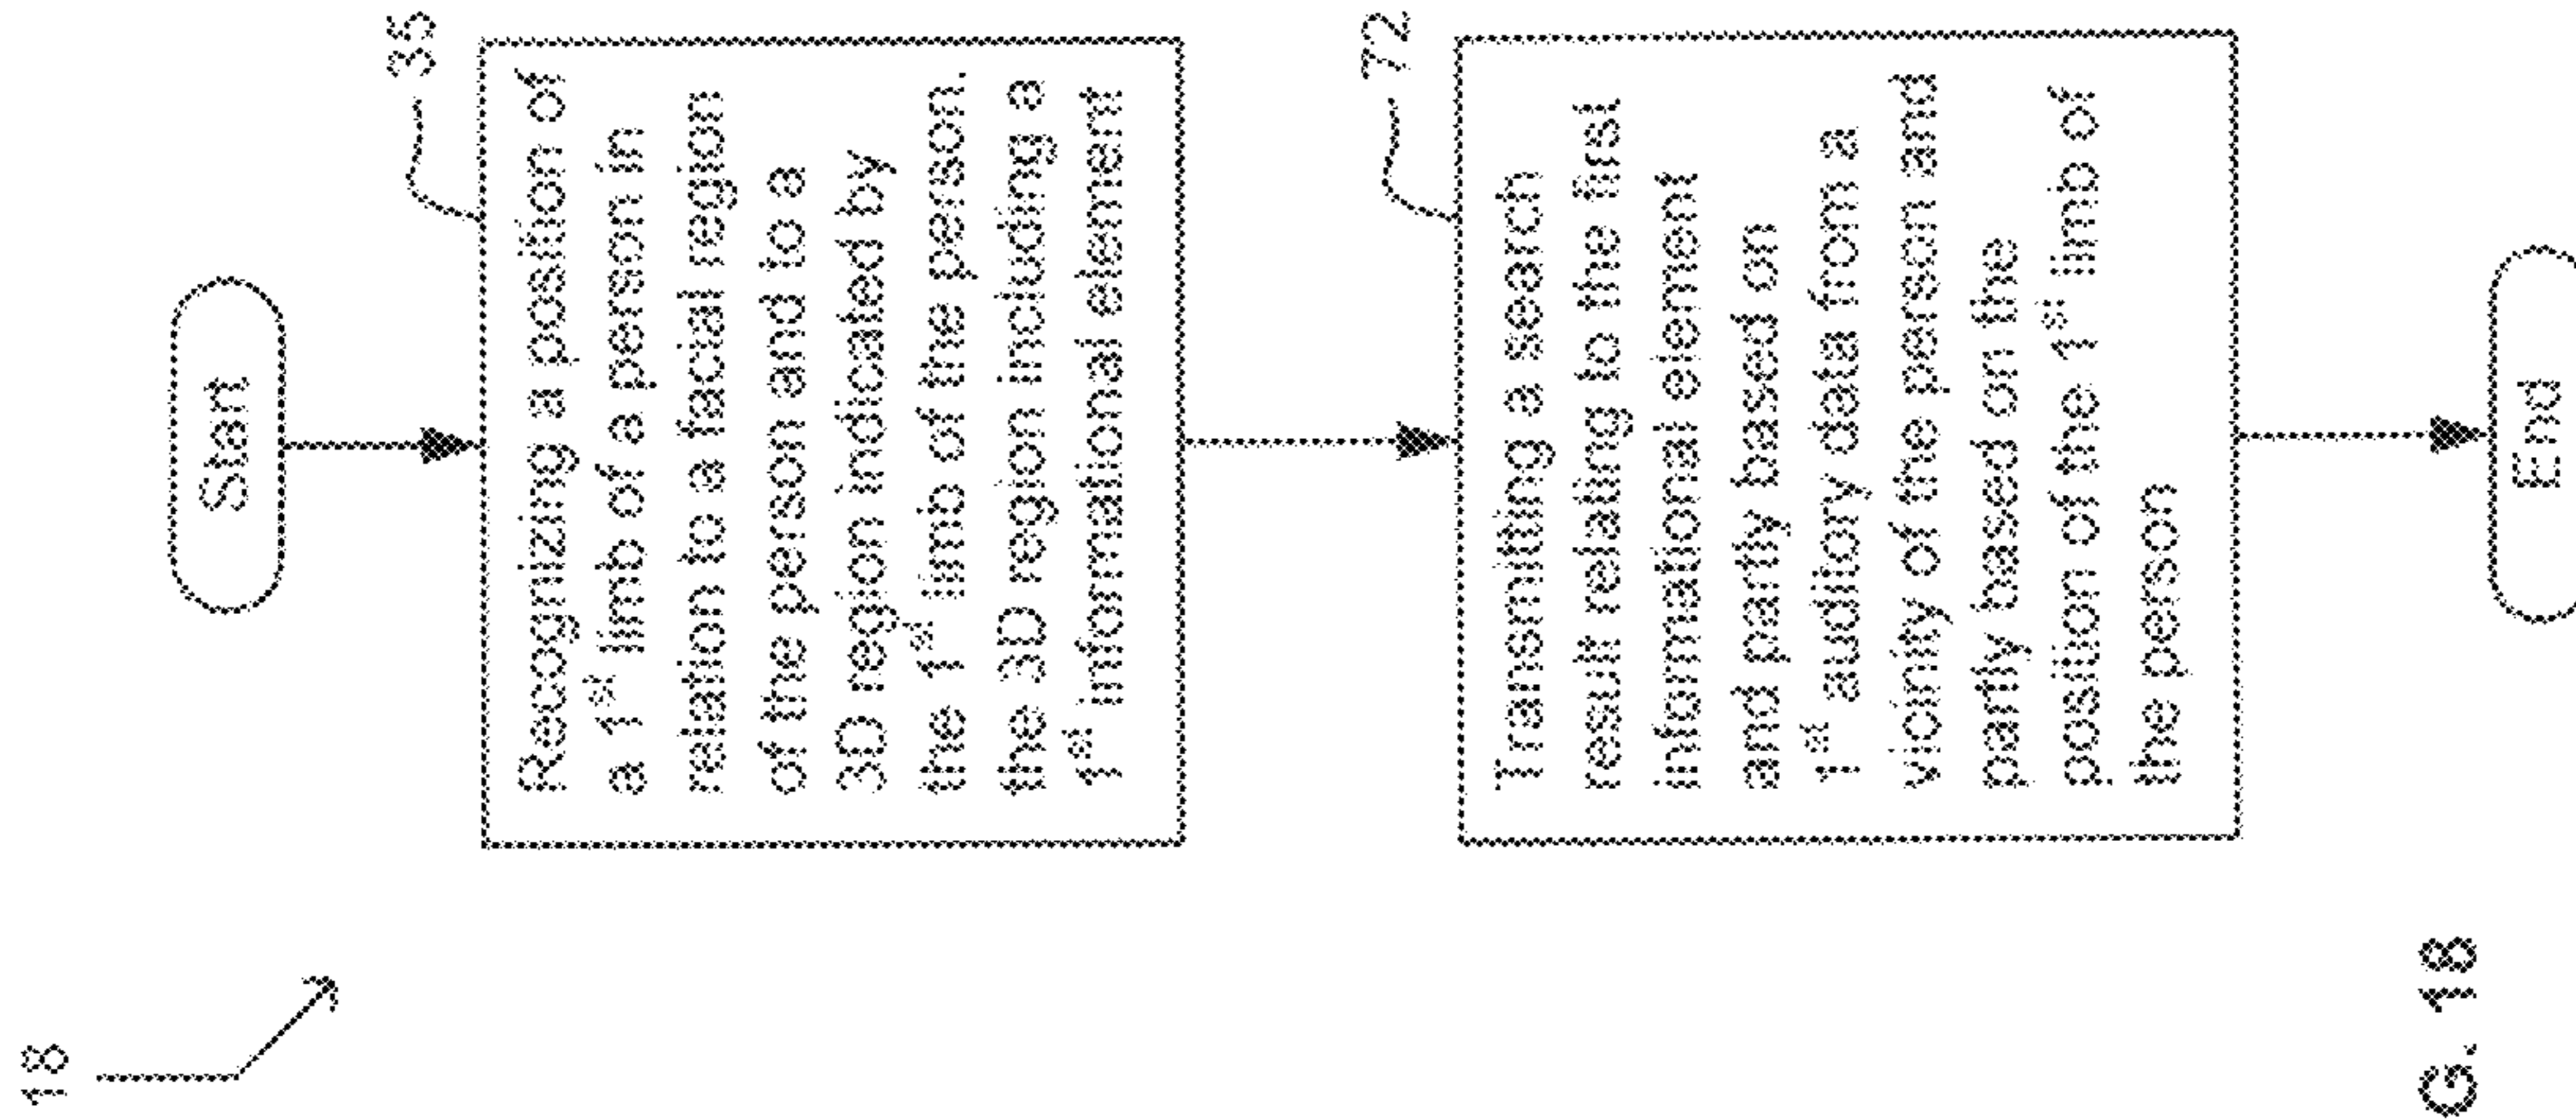 18
Start
35
Recognizing a position of
a 1st limb of a person in
relation to a facial region
of the person and to a
3D region indicated by
the 1st limb of the person.
the 3D region including a
1st informational element
72
Transmitting a search
result relating to the first
informational element
and partly based on
1st auditory data from a
vicinity of the person and
partly based on the
position of the 1st limb of
the person
End
G. 18